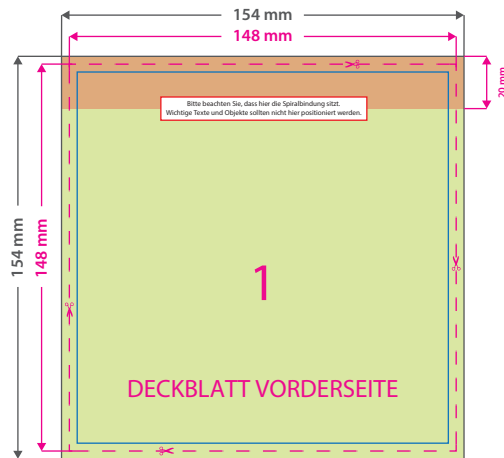 154 mm
148 mm
20 mm
Bitte beachten Sie, dass hier die Spiralbindung sitzt.
Wichtige Texte und Objekte sollten nicht hier positioniert werden.
154 mm
148 mm
1
DECKBLATT VORDERSEITE